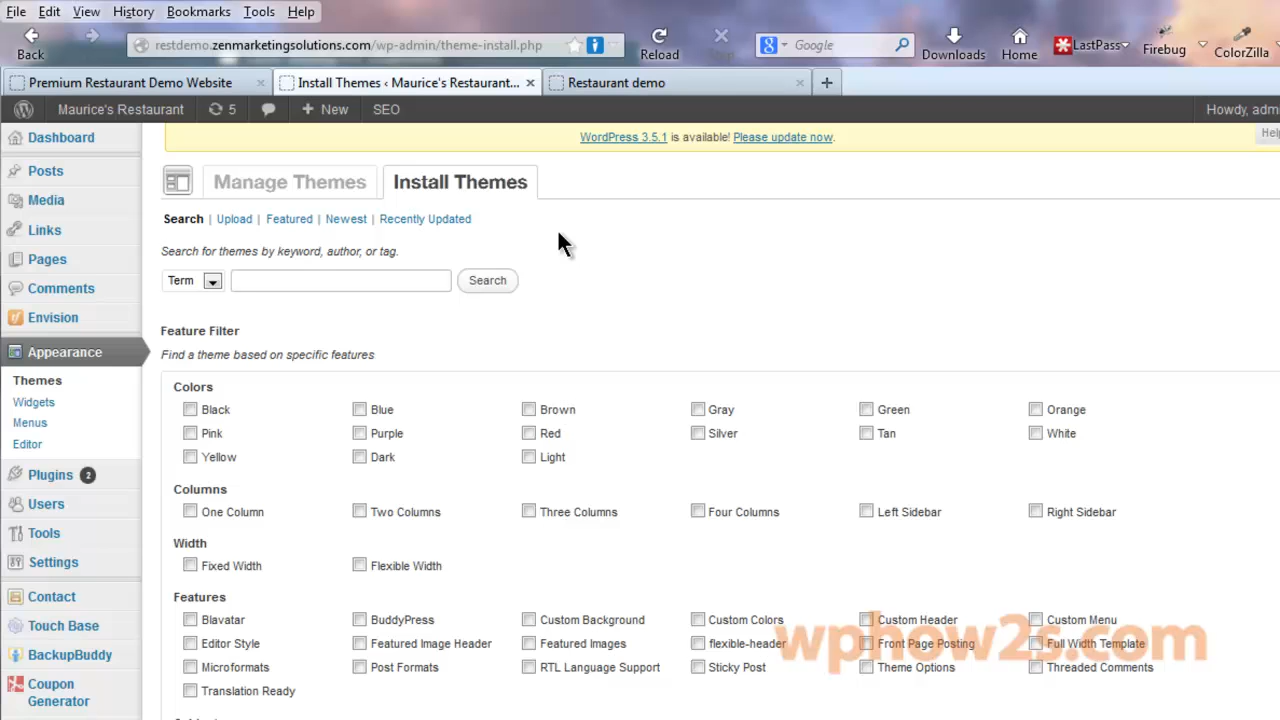 File Edit View History Bookmarks Tools Help
Back restdemo.zenmarketingsolutions.com/wp-admin/theme-install.php Reload Google Downloads Home LastPass Firebug ColorZilla
Premium Restaurant Demo Website Install Themes ‹ Maurice's Restaurant... Restaurant demo
Maurice's Restaurant 5 New SEO Howdy, adm
WordPress 3.5.1 is available! Please update now. Help
Dashboard
Posts
Media
Links
Pages
Comments
Envision
Appearance
Themes
Widgets
Menus
Editor
Plugins 2
Users
Tools
Settings
Contact
Touch Base
BackupBuddy
Coupon
Generator
Manage Themes Install Themes
Search | Upload | Featured | Newest | Recently Updated
Search for themes by keyword, author, or tag.
Term Search
Feature Filter
Find a theme based on specific features
Colors
Black Blue Brown Gray Green Orange
Pink Purple Red Silver Tan White
Yellow Dark Light
Columns
One Column Two Columns Three Columns Four Columns Left Sidebar Right Sidebar
Width
Fixed Width Flexible Width
Features
Blavatar BuddyPress Custom Background Custom Colors Custom Header Custom Menu
Editor Style Featured Image Header Featured Images flexible-header Front Page Posting Full Width Template
Microformats Post Formats RTL Language Support Sticky Post Theme Options Threaded Comments
Translation Ready
wphow2s.com